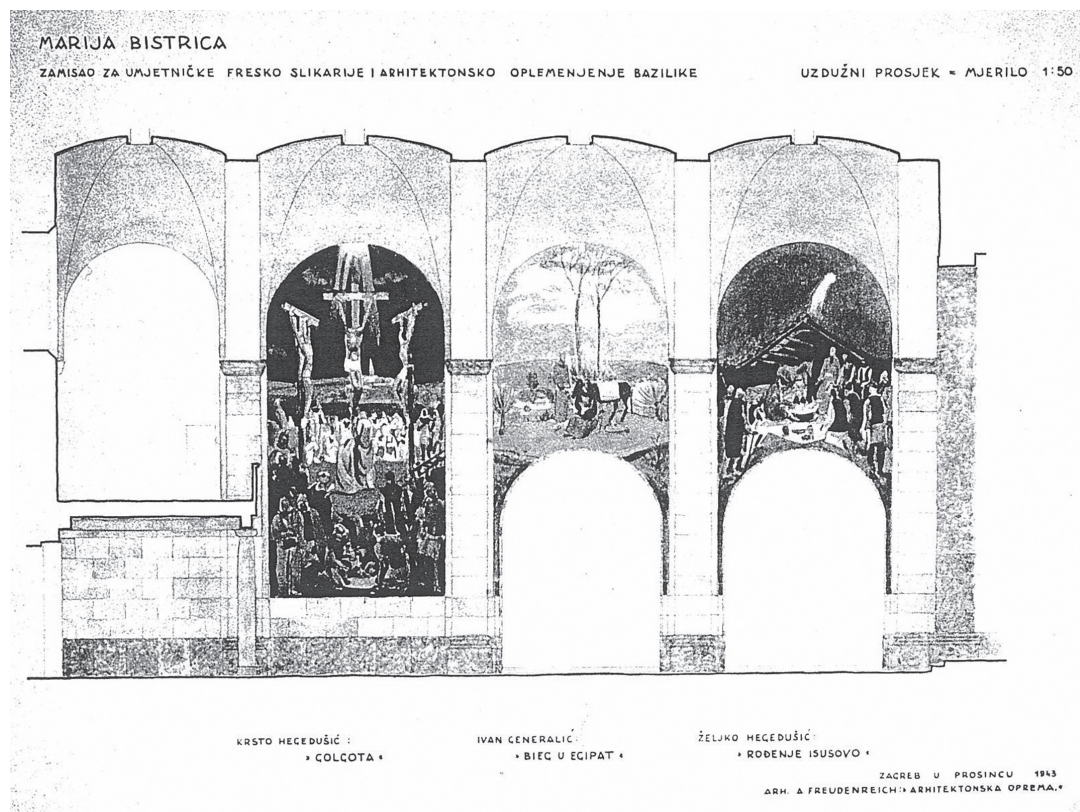 MARIJA BISTRICA
ZAMISAO ZA UMJETNIČKE FRESKO SLIKARIJE I ARHITEKTONSKO OPLEMENJENJE BAZILIKE
UZDUŽNI PROSJEK = MJERILO 1:50
KRSTO HEGEDUŠIĆ :
» GOLGOTA «
IVAN GENERALIĆ:
» BIEG U EGIPAT «
ŽELJKO HEGEDUŠIĆ:
» ROĐENJE ISUSOVO «
ZAGREB U PROSINCU 1943
ARH. A FREUDENREICH:» ARHITEKTONSKA OPREMA.«